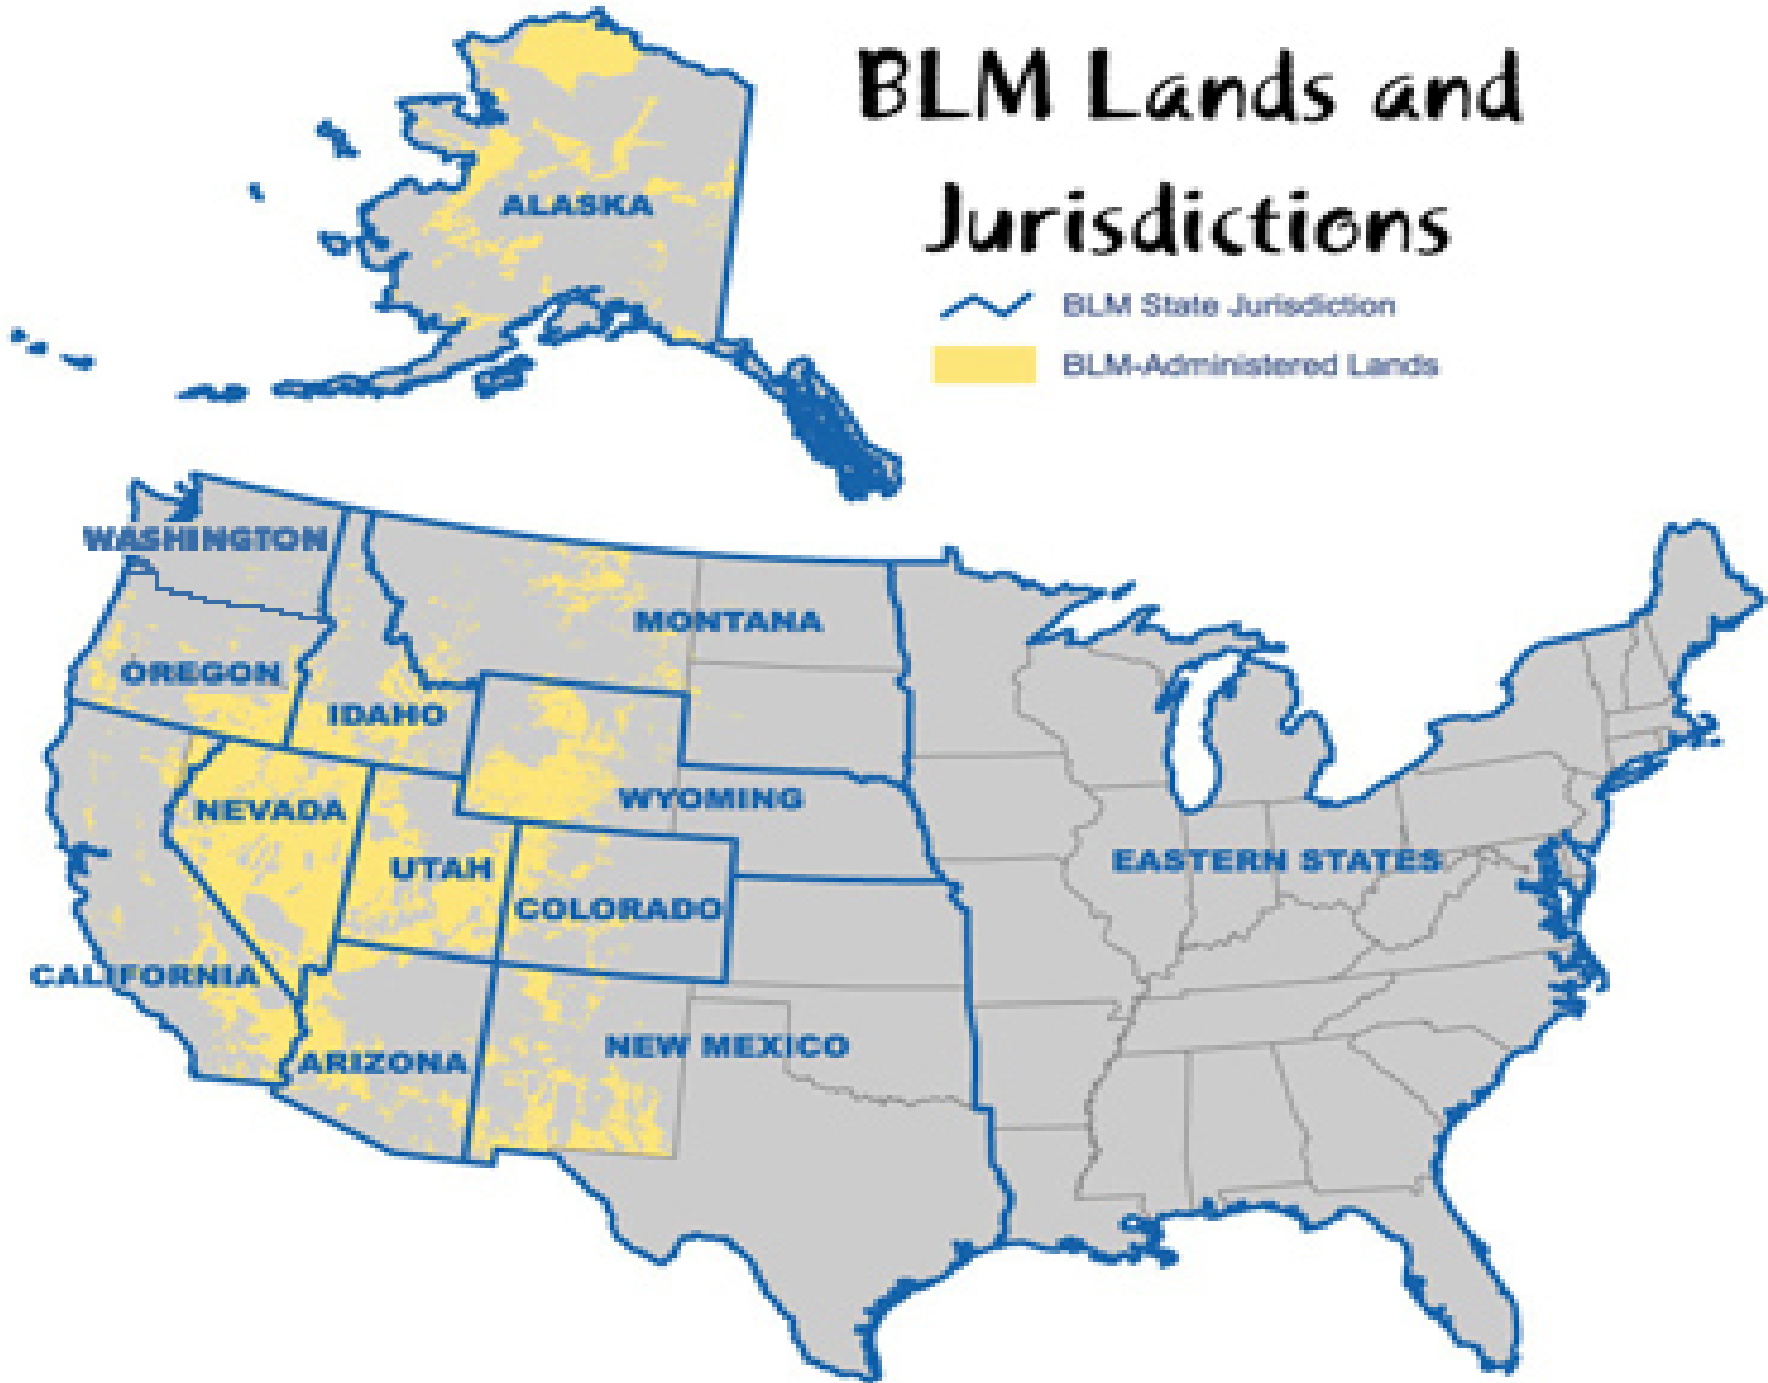 BLM Lands and
Jurisdictions
BLM State Jurisdiction
BLM-Administered Lands
ALASKA
WASHINGTON
MONTANA
OREGON
IDAHO
WYOMING
NEVADA
UTAH
EASTERN STATES
COLORADO
CALIFORNIA
NEW MEXICO
ARIZONA